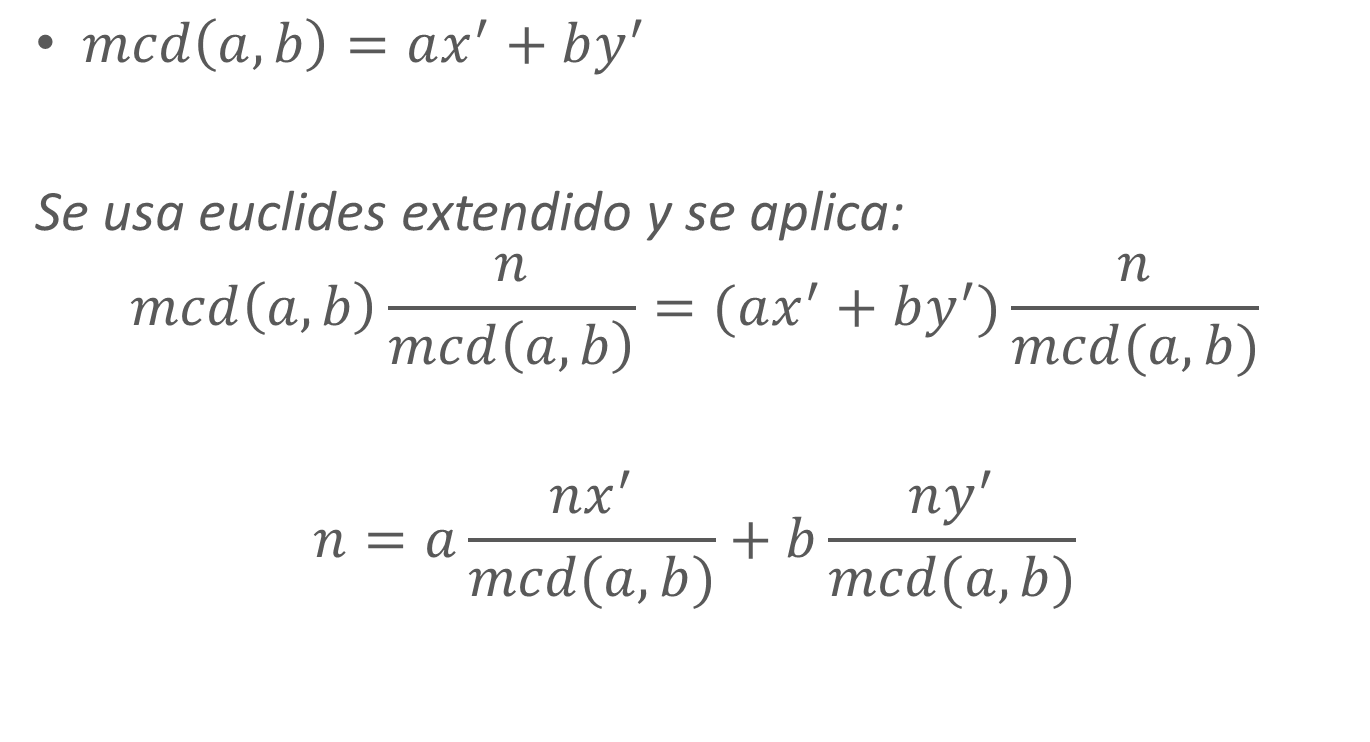 • mcd(a, b) = ax′ + by′
Se usa euclides extendido y se aplica:
mcd(a, b) n/mcd(a, b) = (ax′ + by′) n/mcd(a, b)
n = a nx′/mcd(a, b) + b ny′/mcd(a, b)